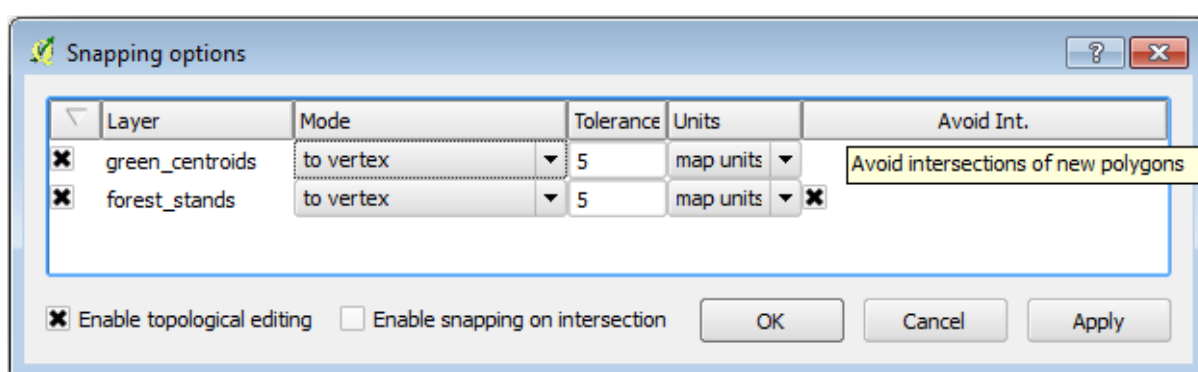 Snapping options
Layer Mode Tolerance Units Avoid Int.
green_centroids to vertex 5 map units Avoid intersections of new polygons
forest_stands to vertex 5 map units
Enable topological editing Enable snapping on intersection OK Cancel Apply